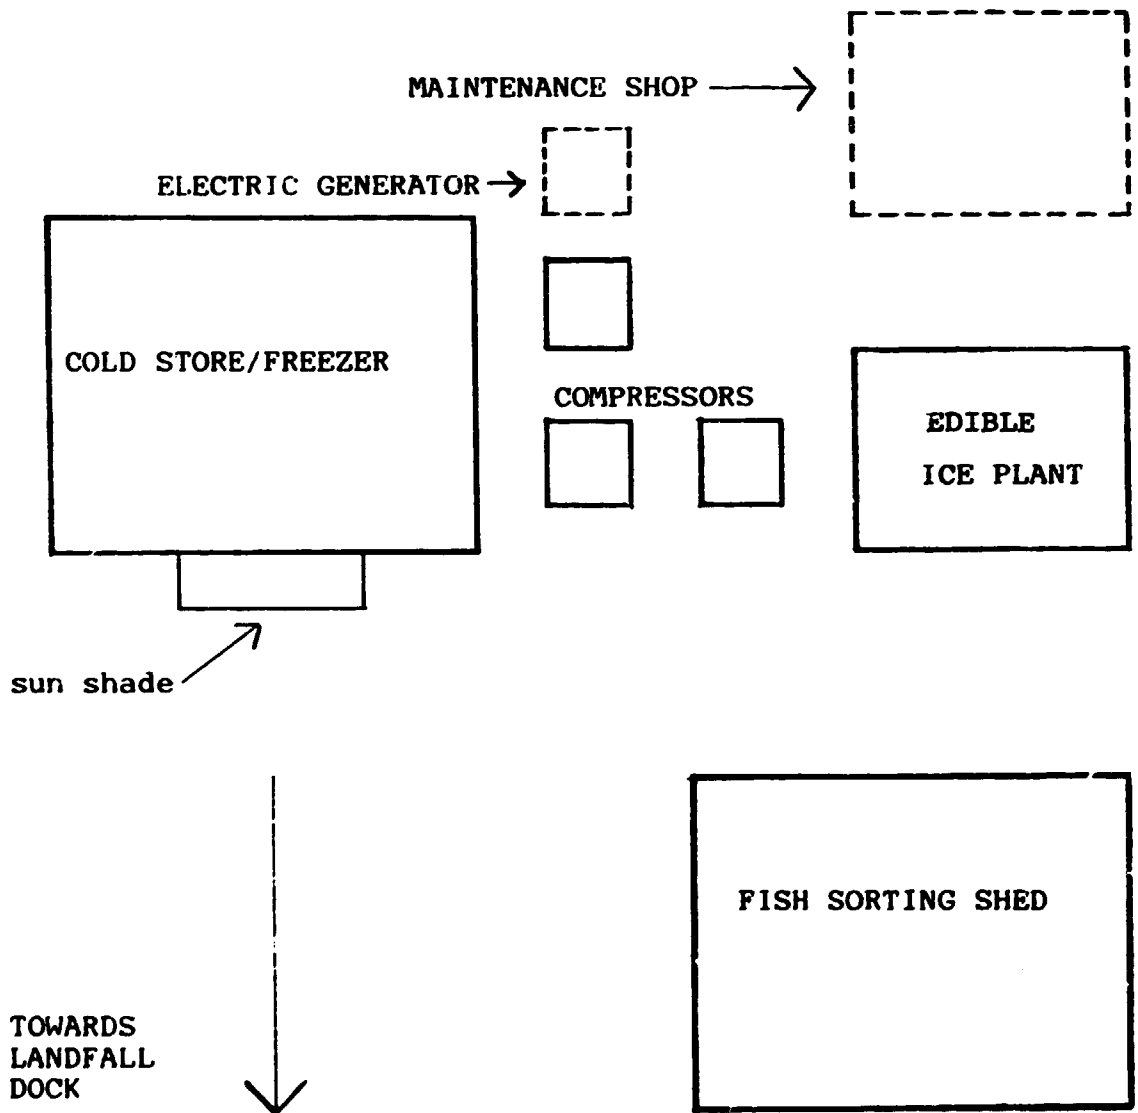 MAINTENANCE SHOP
ELECTRIC GENERATOR
COLD STORE/FREEZER
COMPRESSORS
EDIBLE
ICE PLANT
sun shade
FISH SORTING SHED
TOWARDS
LANDFALL
DOCK